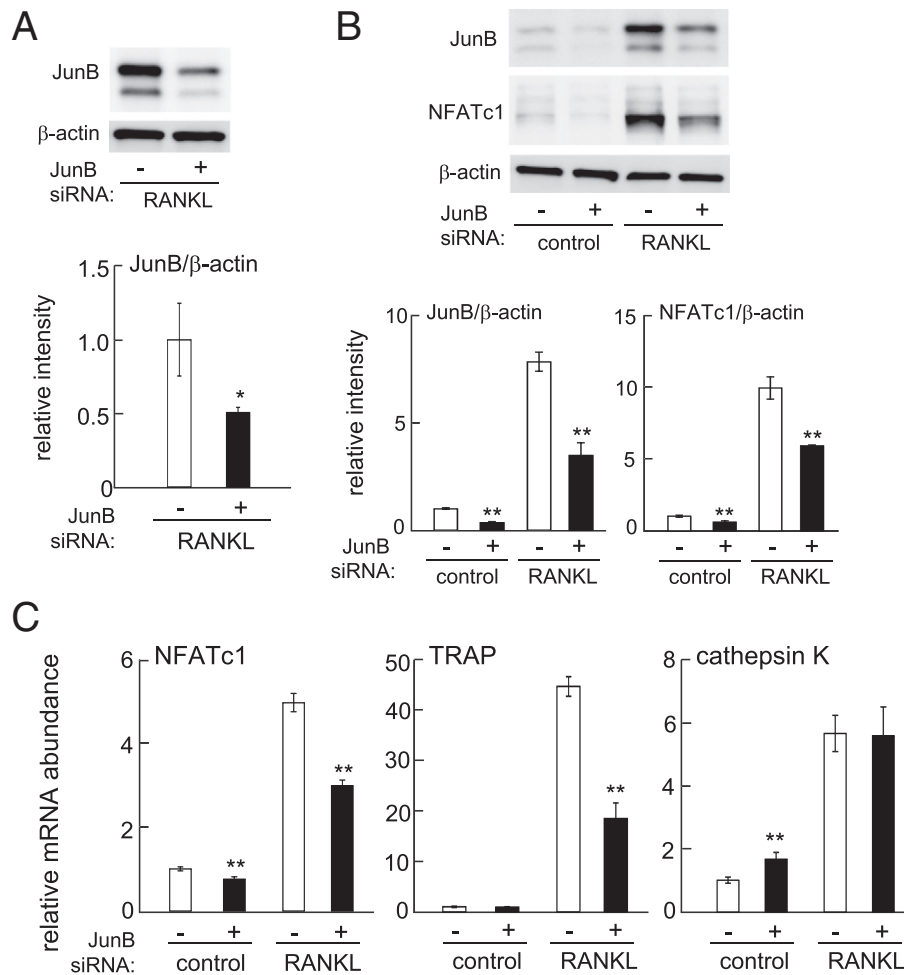 A
JunB
β-actin
JunB - +
siRNA: RANKL
JunB/β-actin
relative intensity
1.5
1.0
0.5
0
*
JunB - +
siRNA: RANKL
B
JunB
NFATc1
β-actin
JunB - + - +
siRNA: control RANKL
JunB/β-actin
relative intensity
10
5
0
**
**
JunB - + - +
siRNA: control RANKL
NFATc1/β-actin
15
10
5
0
**
**
- + - +
control RANKL
C
NFATc1
relative mRNA abundance
6
4
2
0
**
**
JunB - + - +
siRNA: control RANKL
TRAP
50
40
30
20
10
0
**
- + - +
control RANKL
cathepsin K
8
6
4
2
0
**
- + - +
control RANKL